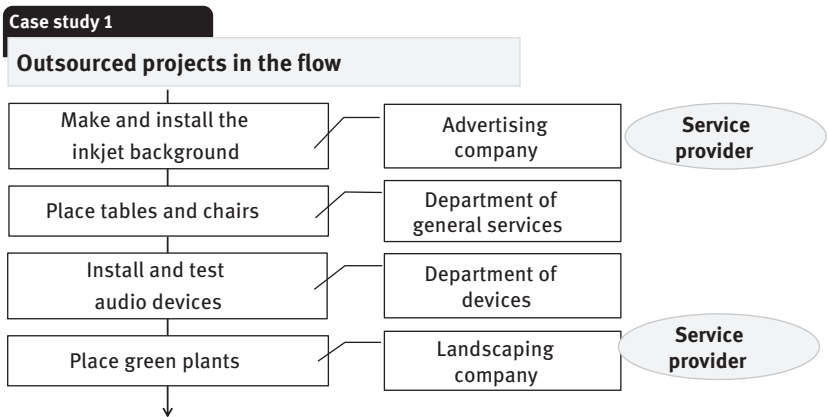 Case study 1
Outsourced projects in the flow
Make and install the
inkjet background
Advertising
company
Service
provider
Place tables and chairs
Department of
general services
Install and test
audio devices
Department of
devices
Place green plants
Landscaping
company
Service
provider